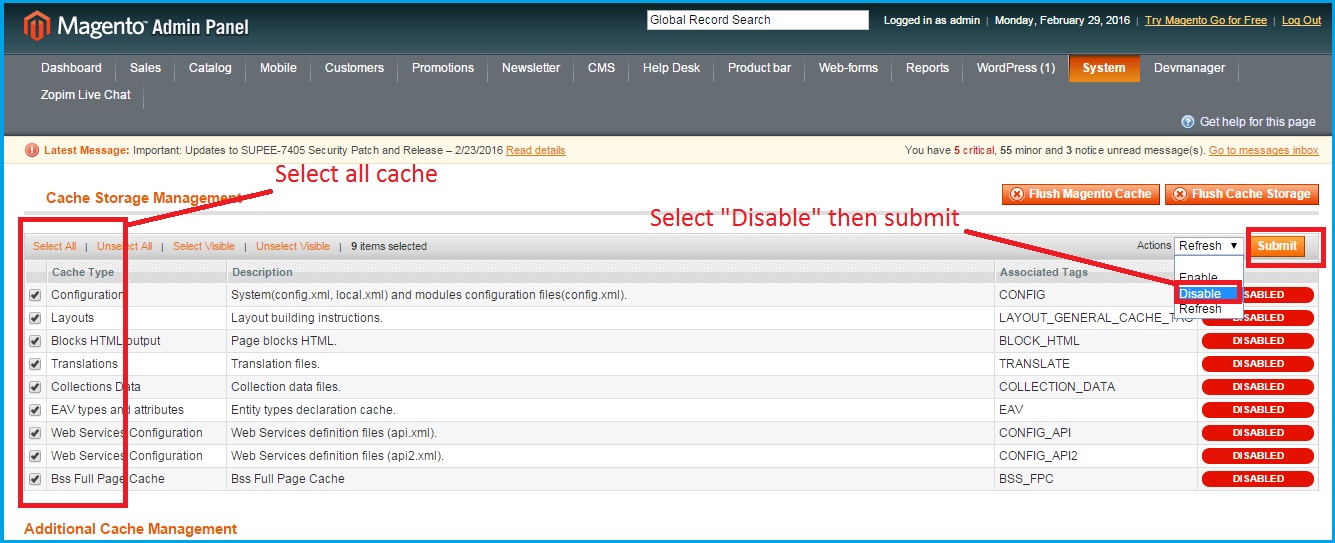 Magento™ Admin Panel
Global Record Search
Logged in as admin | Monday, February 29, 2016 | Try Magento Go for Free | Log Out
Dashboard Sales Catalog Mobile Customers Promotions Newsletter CMS Help Desk Product bar Web-forms Reports WordPress (1) System Devmanager
Zopim Live Chat
Get help for this page
Latest Message: Important: Updates to SUPEE-7405 Security Patch and Release – 2/23/2016 Read details
You have 5 critical, 55 minor and 3 notice unread message(s). Go to messages inbox
Select all cache
Cache Storage Management
Flush Magento Cache Flush Cache Storage
Select "Disable" then submit
Select All | Unselect All | Select Visible | Unselect Visible | 9 items selected
Actions Refresh Submit
Enable
Disable
Refresh
Cache Type Description Associated Tags
Configuration System(config.xml, local.xml) and modules configuration files(config.xml). CONFIG ABLED
Layouts Layout building instructions. LAYOUT_GENERAL_CACHE_TAG DISABLED
Blocks HTML output Page blocks HTML. BLOCK_HTML DISABLED
Translations Translation files. TRANSLATE DISABLED
Collections Data Collection data files. COLLECTION_DATA DISABLED
EAV types and attributes Entity types declaration cache. EAV DISABLED
Web Services Configuration Web Services definition files (api.xml). CONFIG_API DISABLED
Web Services Configuration Web Services definition files (api2.xml). CONFIG_API2 DISABLED
Bss Full Page Cache Bss Full Page Cache BSS_FPC DISABLED
Additional Cache Management